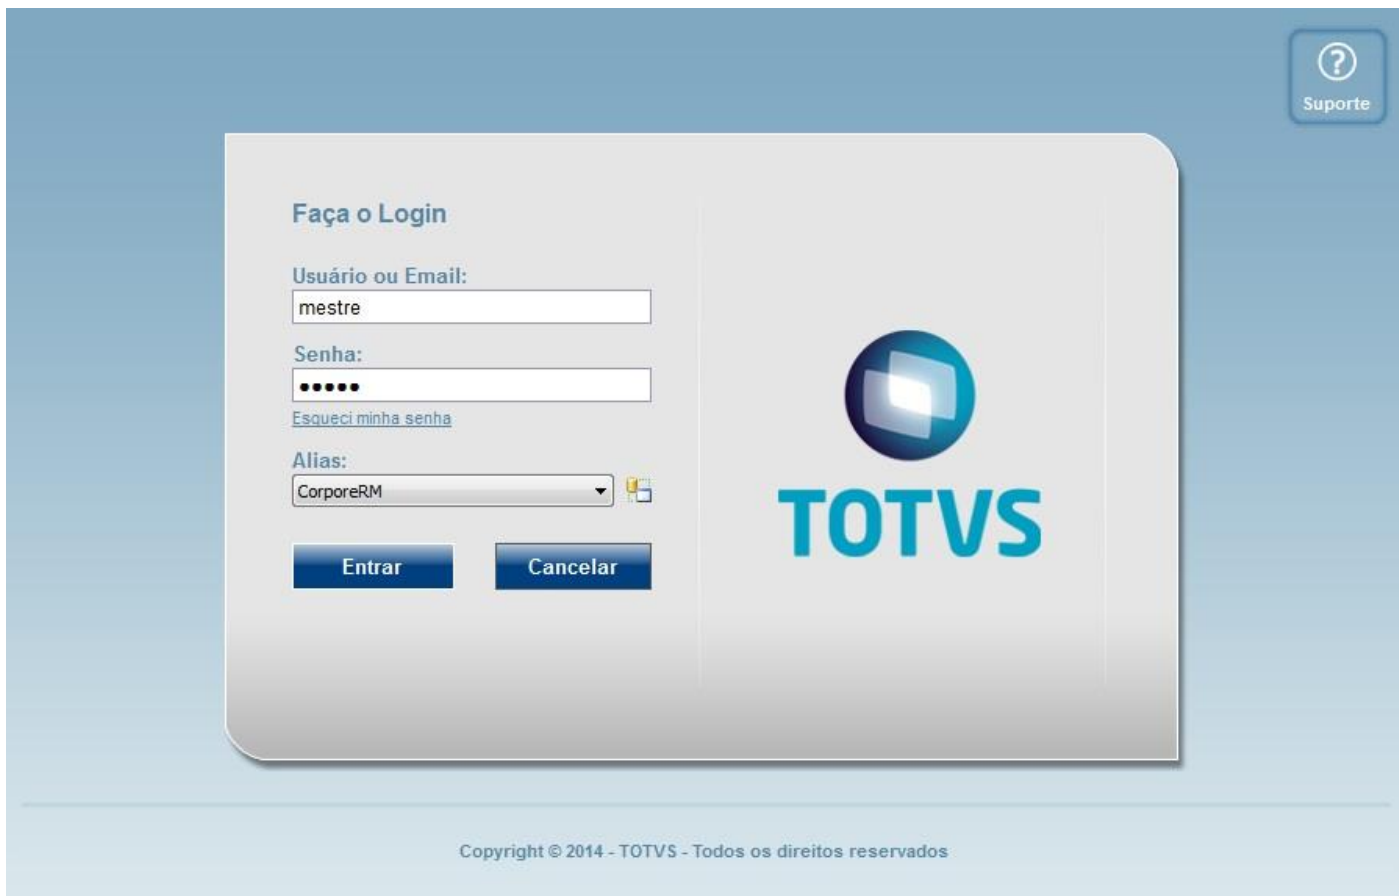 Suporte
Faça o Login
Usuário ou Email:
mestre
Senha:
•••••
Esqueci minha senha
Alias:
CorporeRM
Entrar
Cancelar
TOTVS
Copyright © 2014 - TOTVS - Todos os direitos reservados